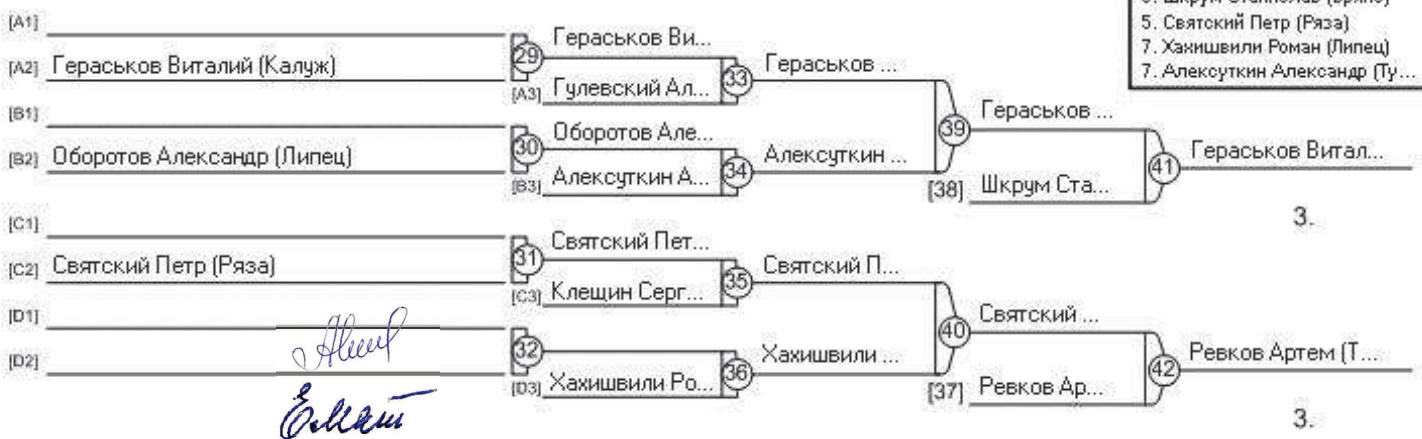 5. Святский Петр (Ряза)
7. Хахишвили Роман (Липец)
7. Алексуткин Александр (Ту...
[A1]
[A2] Гераськов Виталий (Калуж)
29 Гераськов Ви...
[A3] Гулевский Ал...
33 Гераськов ...
[B1]
[B2] Оборотов Александр (Липец)
30 Оборотов Але...
[B3] Алексуткин А...
34 Алексуткин ...
39 Гераськов ...
[38] Шкрум Ста...
41 Гераськов Витал...
3.
[C1]
[C2] Святский Петр (Ряза)
31 Святский Пет...
[C3] Клещин Серг...
35 Святский П...
[D1]
[D2]
32
[D3] Хахишвили Ро...
36 Хахишвили ...
40 Святский ...
[37] Ревков Ар...
42 Ревков Артем (Т...
3.